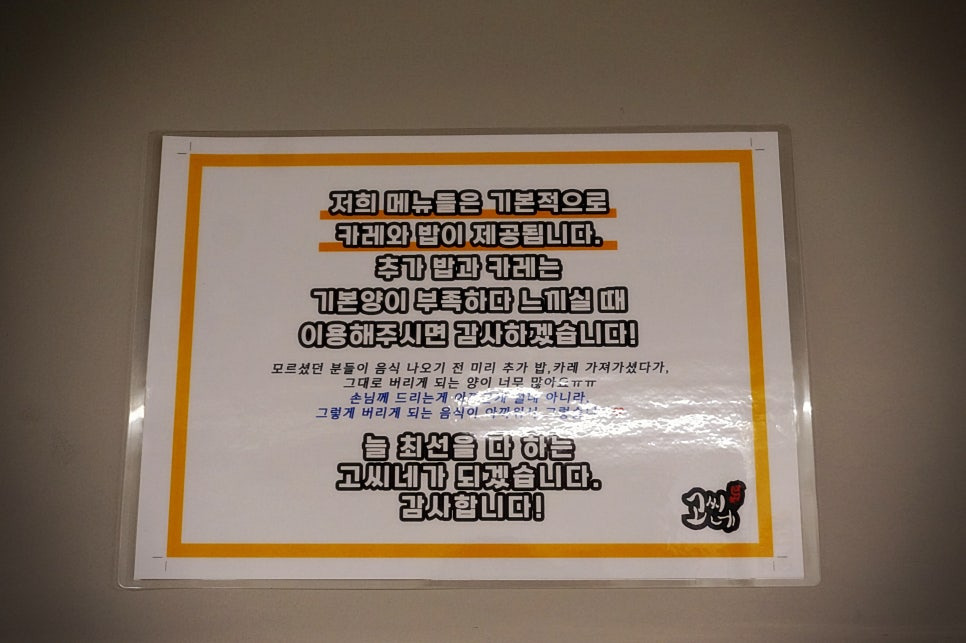 저희 메뉴들은 기본적으로
카레와 밥이 제공됩니다.
추가 밥과 카레는
기본양이 부족하다 느끼실 때
이용해주시면 감사하겠습니다!
모르셨던 분들이 음식 나오기 전 미리 추가 밥,카레 가져가셨다가,
그대로 버리게 되는 양이 너무 많아요ㅠㅠ
손님께 드리는게 아니라,
그렇게 버리게 되는 음식이 아까워서
늘 최선을 다 하는
고씨네가 되겠습니다.
감사합니다!
고씨네